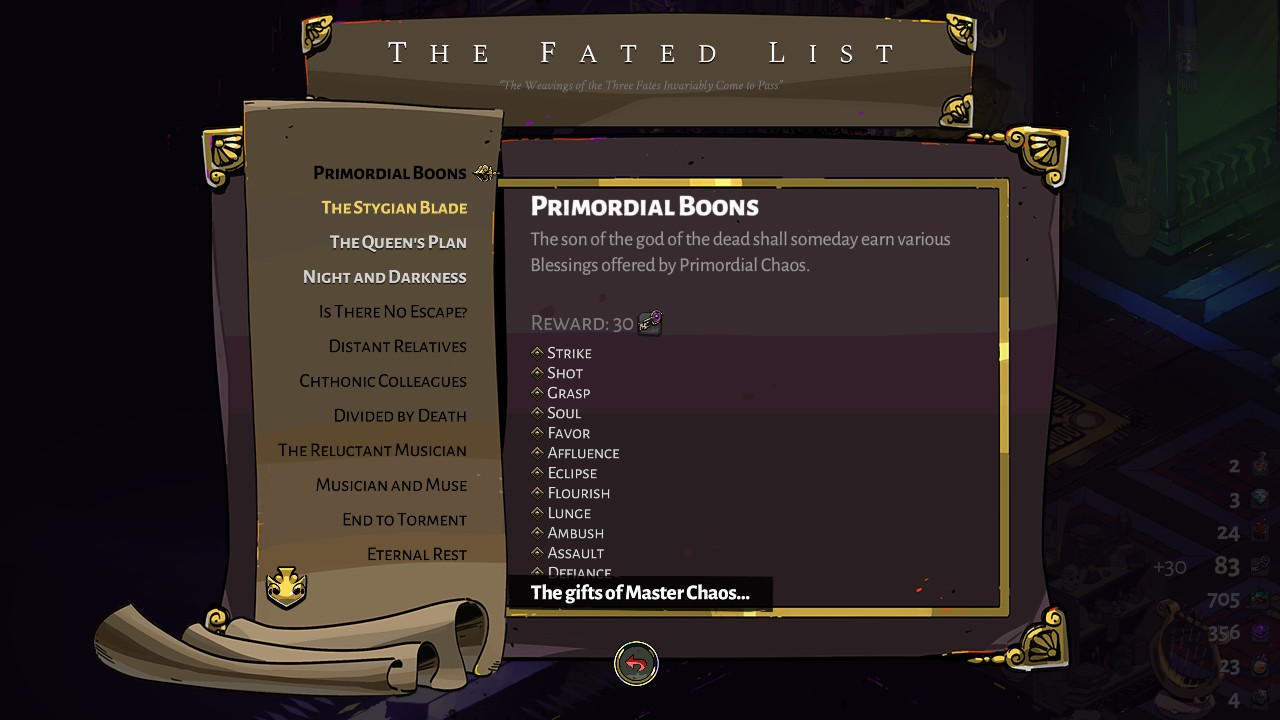 The Fated List
"The Weavings of the Three Fates Invariably Come to Pass"
Primordial Boons
The Stygian Blade
The Queen's Plan
Night and Darkness
Is There No Escape?
Distant Relatives
Chthonic Colleagues
Divided by Death
The Reluctant Musician
Musician and Muse
End to Torment
Eternal Rest
Primordial Boons
The son of the god of the dead shall someday earn various
Blessings offered by Primordial Chaos.
Reward: 30
Strike
Shot
Grasp
Soul
Favor
Affluence
Eclipse
Flourish
Lunge
Ambush
Assault
Defiance
The gifts of Master Chaos...
2
3
24
+30 83
705
356
23
4